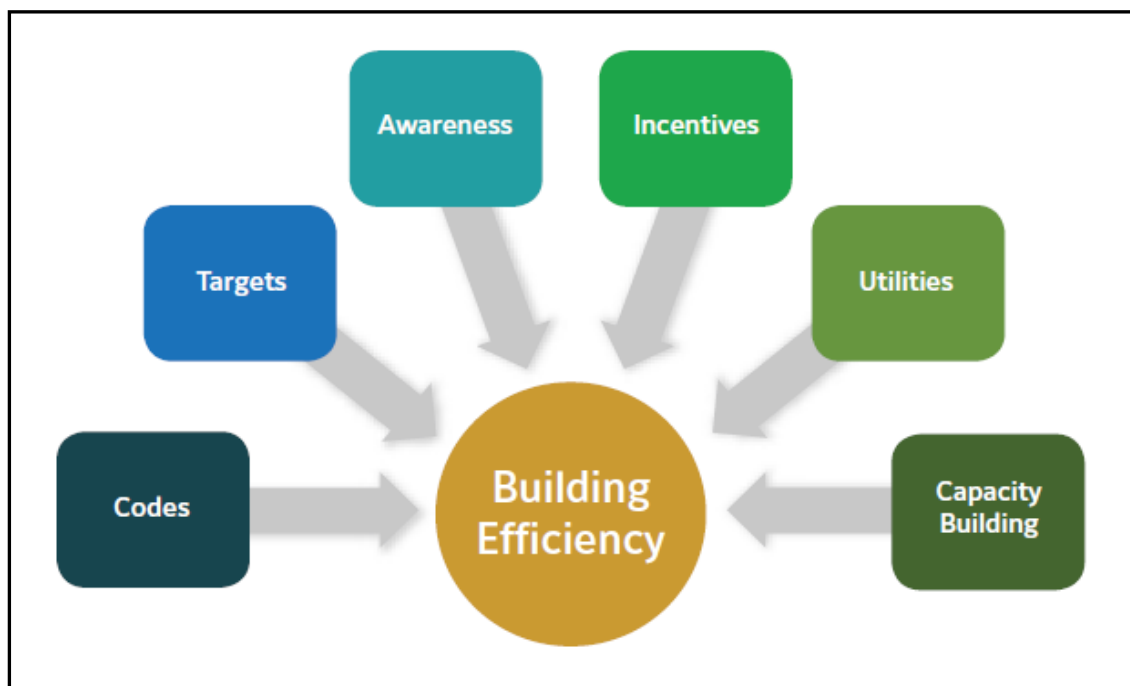 Awareness
Incentives
Targets
Utilities
Codes
Building
Efficiency
Capacity
Building